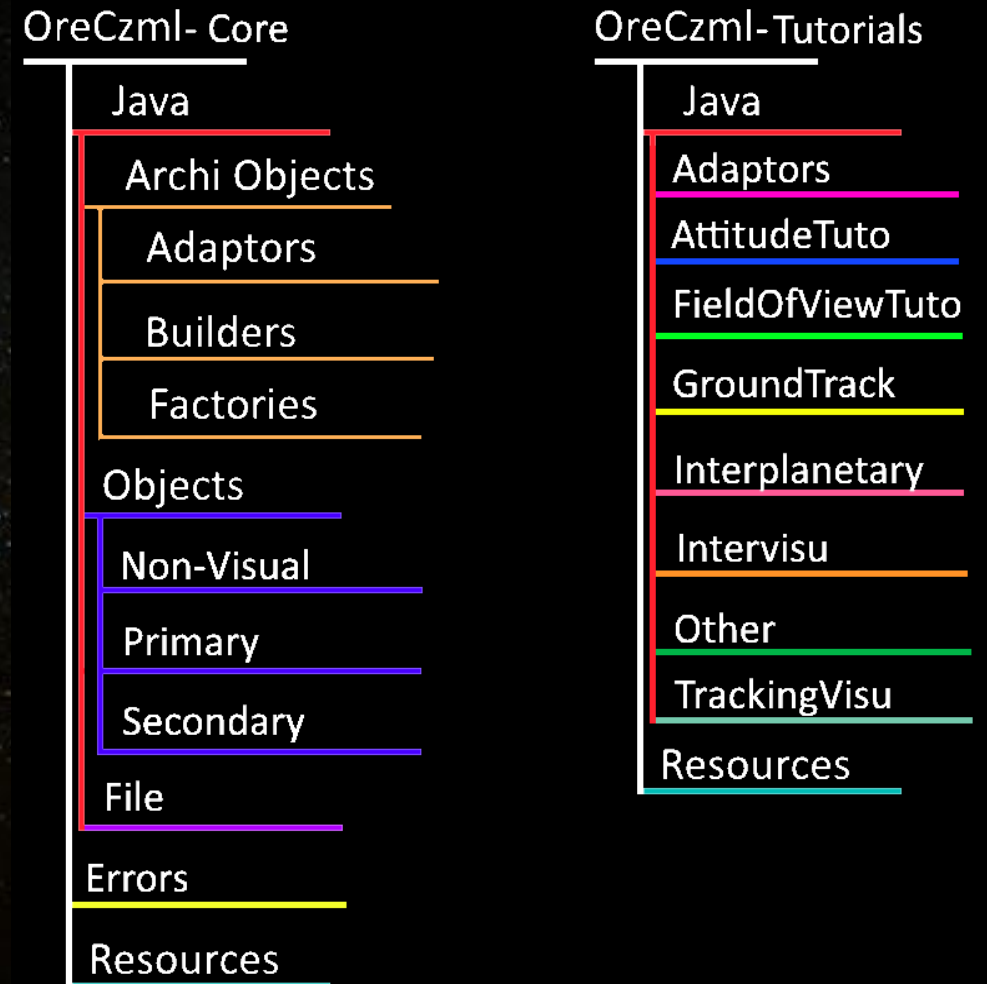 OreCzml- Core
Java
Archi Objects
Adaptors
Builders
Factories
Objects
Non-Visual
Primary
Secondary
File
Errors
Resources
OreCzml-Tutorials
Java
Adaptors
AttitudeTuto
FieldOfViewTuto
GroundTrack
Interplanetary
Intervisu
Other
TrackingVisu
Resources